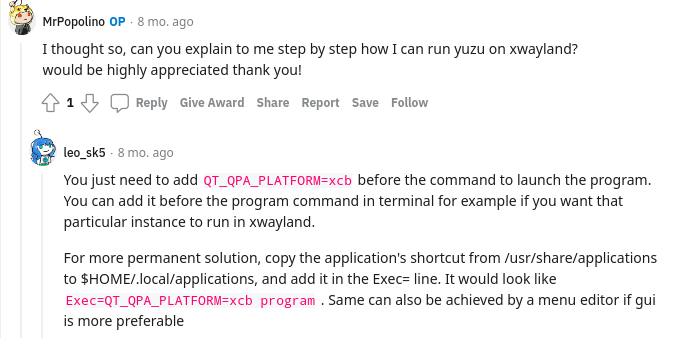 MrPopolino OP · 8 mo. ago
I thought so, can you explain to me step by step how I can run yuzu on xwayland?
would be highly appreciated thank you!
1 Reply Give Award Share Report Save Follow
leo_sk5 · 8 mo. ago
You just need to add QT_QPA_PLATFORM=xcb before the command to launch the program.
You can add it before the program command in terminal for example if you want that
particular instance to run in xwayland.
For more permanent solution, copy the application's shortcut from /usr/share/applications
to $HOME/.local/applications, and add it in the Exec= line. It would look like
Exec=QT_QPA_PLATFORM=xcb program . Same can also be achieved by a menu editor if gui
is more preferable